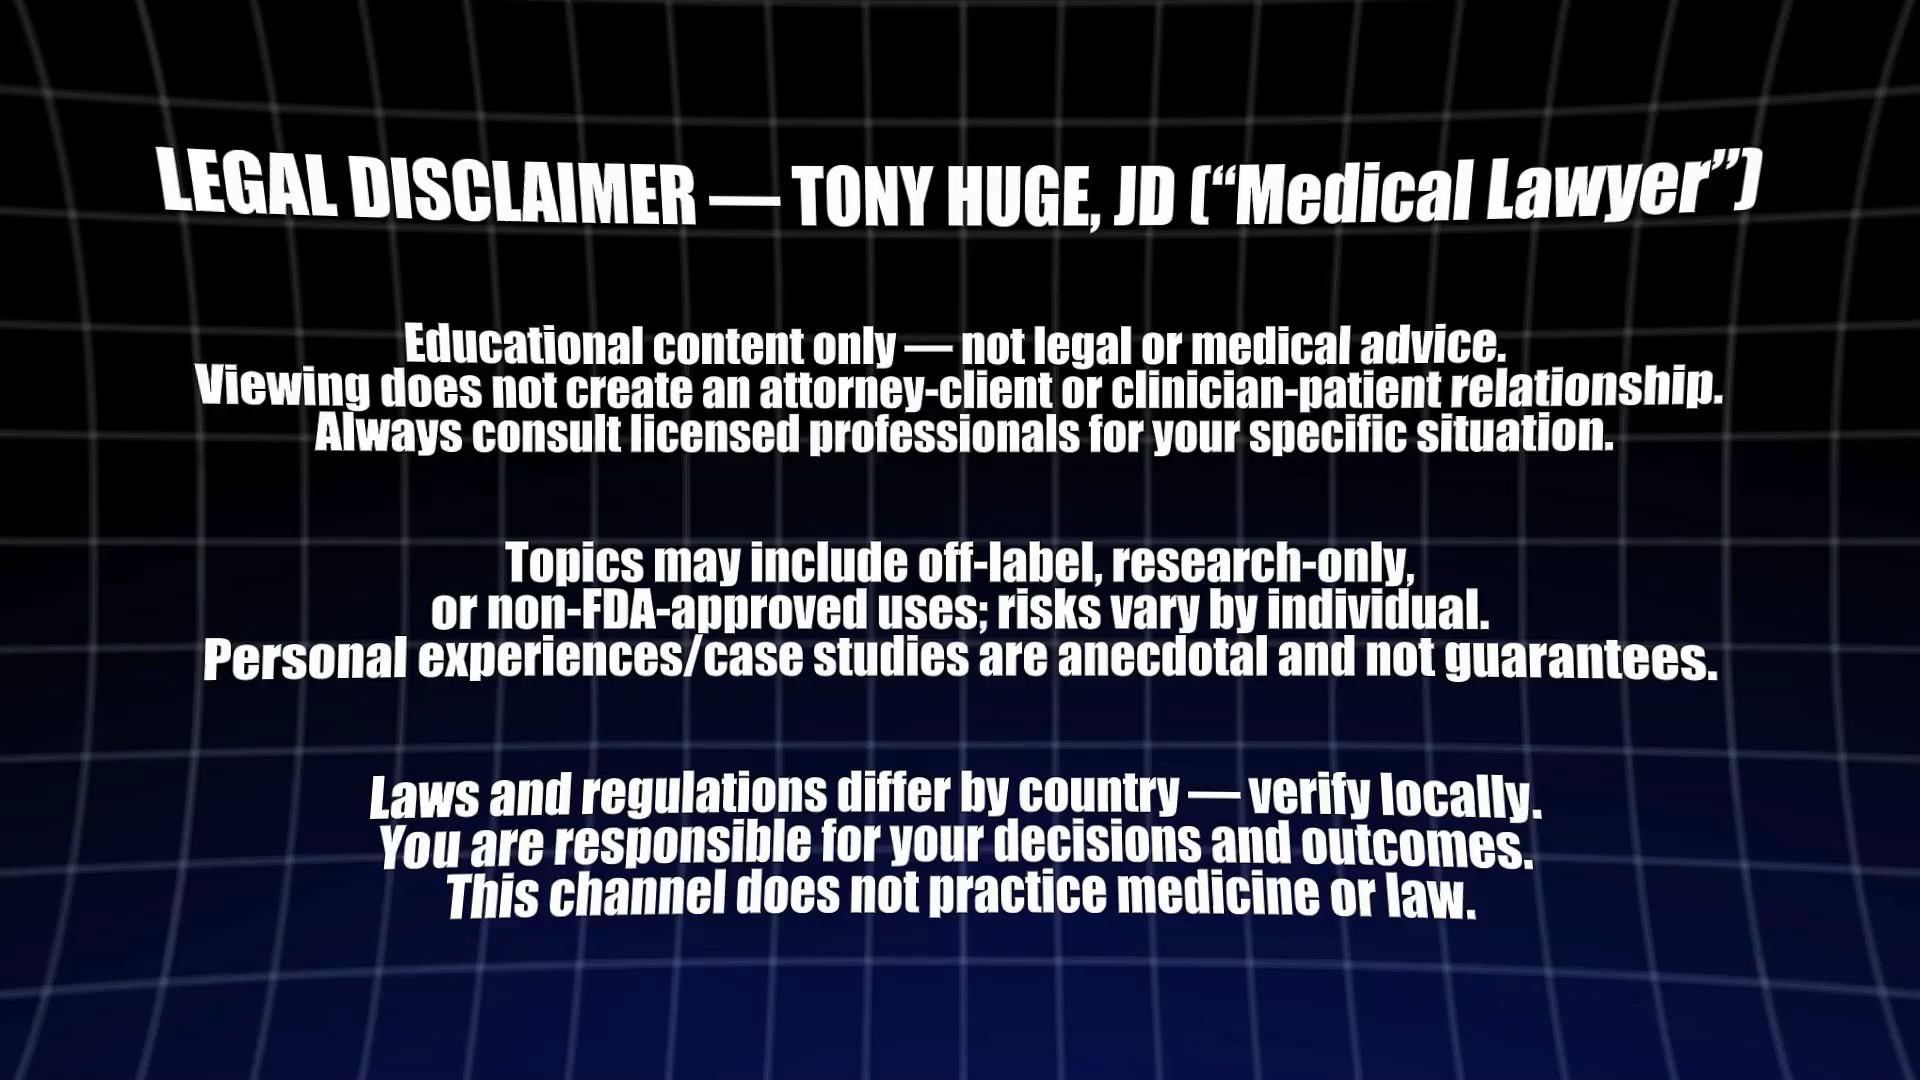 LEGAL DISCLAIMER — TONY HUGE, JD (“Medical Lawyer”)
Educational content only — not legal or medical advice.
Viewing does not create an attorney-client or clinician-patient relationship.
Always consult licensed professionals for your specific situation.
Topics may include off-label, research-only,
or non-FDA-approved uses; risks vary by individual.
Personal experiences/case studies are anecdotal and not guarantees.
Laws and regulations differ by country — verify locally.
You are responsible for your decisions and outcomes.
This channel does not practice medicine or law.